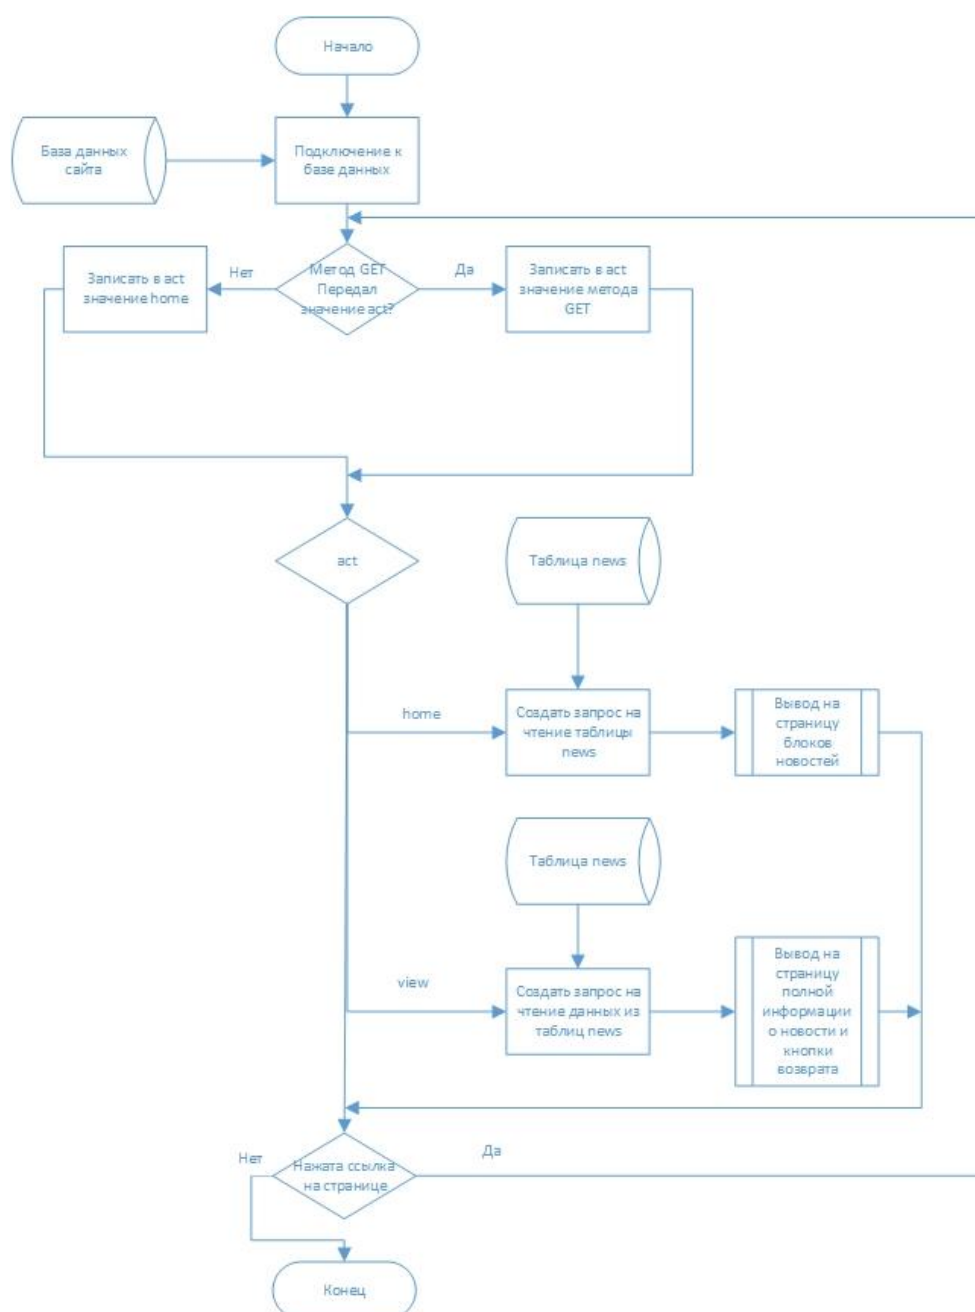 Начало
База данных
сайта
Подключение к
базе данных
Записать в act
значение home
Нет
Метод GET
Передал
значение act?
Да
Записать в act
значение метода
GET
act
Таблица news
home
Создать запрос на
чтение таблицы
news
Вывод на
страницу
блоков
новостей
Таблица news
view
Создать запрос на
чтение данных из
таблиц news
Вывод на
страницу
полной
информации
о новости и
кнопки
возврата
Нет
Нажата ссылка
на странице
Да
Конец